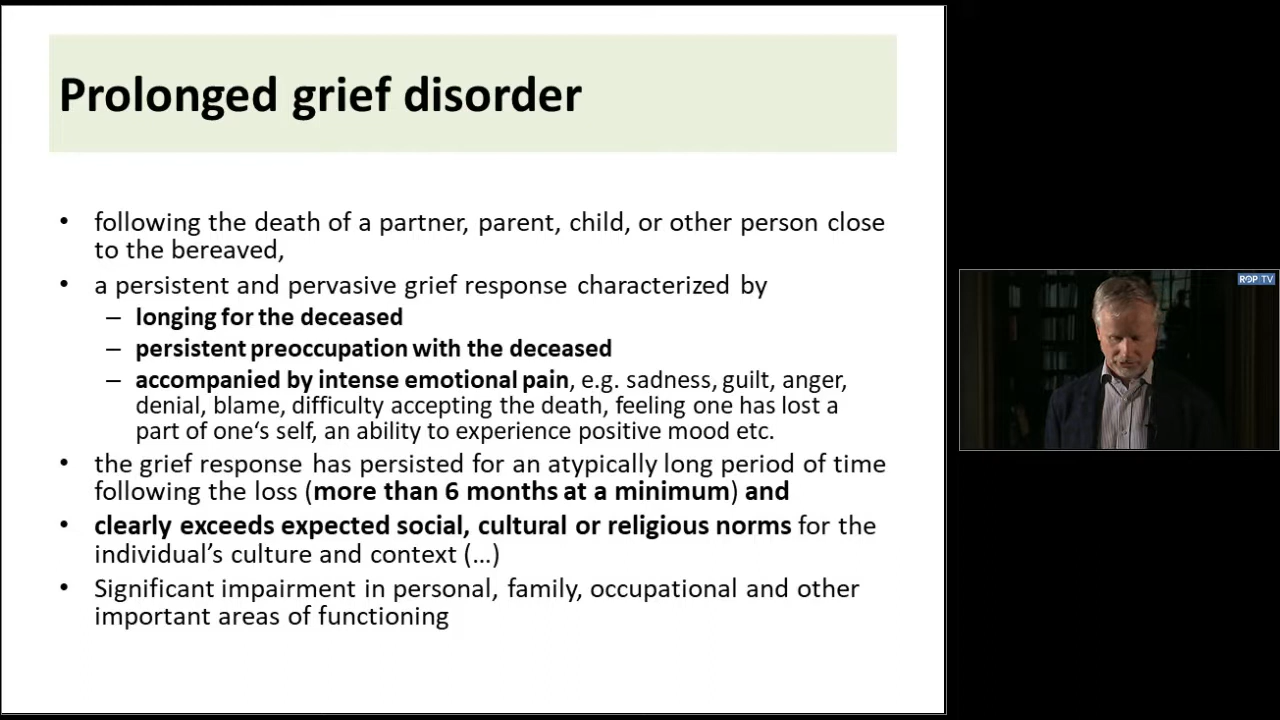 Prolonged grief disorder
• following the death of a partner, parent, child, or other person close
to the bereaved,
• a persistent and pervasive grief response characterized by
– longing for the deceased
– persistent preoccupation with the deceased
– accompanied by intense emotional pain, e.g. sadness, guilt, anger,
denial, blame, difficulty accepting the death, feeling one has lost a
part of one‘s self, an ability to experience positive mood etc.
• the grief response has persisted for an atypically long period of time
following the loss (more than 6 months at a minimum) and
• clearly exceeds expected social, cultural or religious norms for the
individual’s culture and context (…)
• Significant impairment in personal, family, occupational and other
important areas of functioning
ROP TV